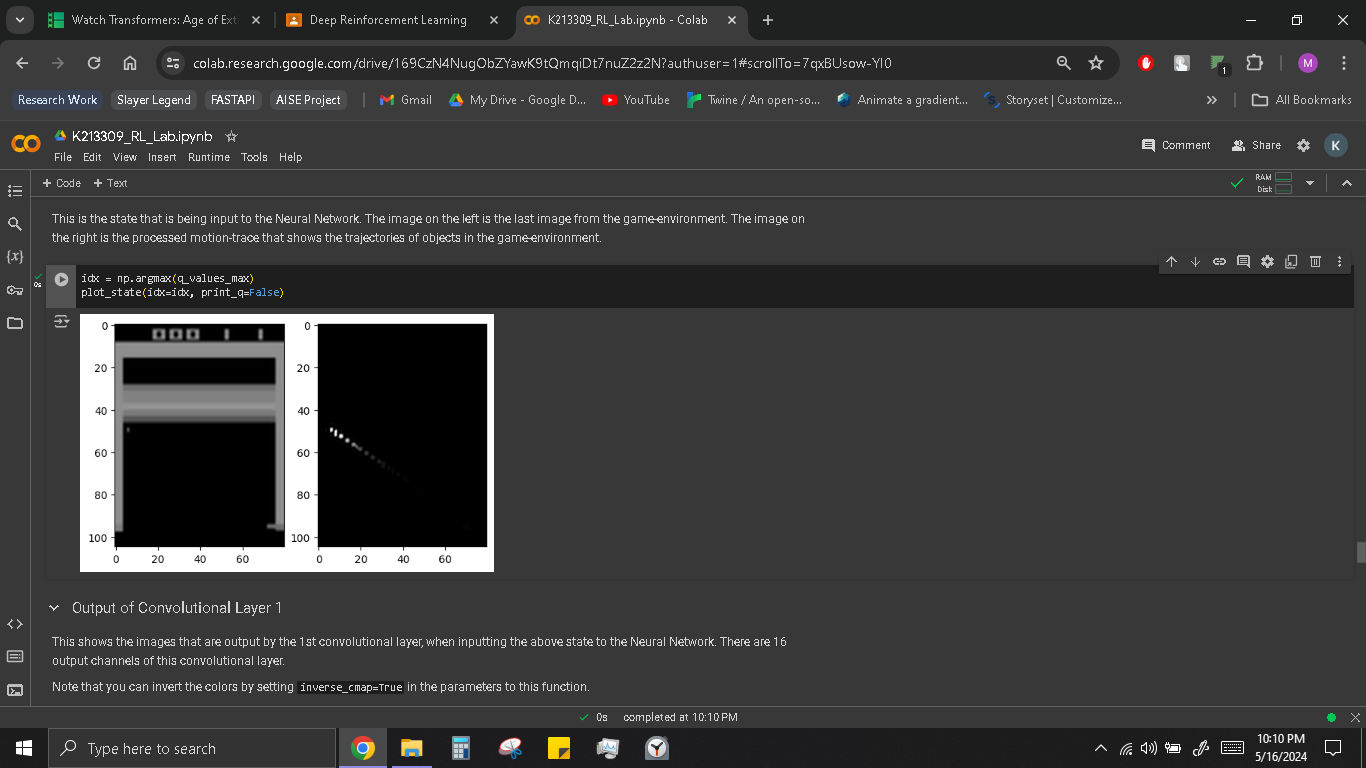 Watch Transformers: Age of Ext
Deep Reinforcement Learning
K213309_RL_Lab.ipynb - Colab
colab.research.google.com/drive/169CzN4NugObZYawK9tQmqiDt7nuZ2z2N?authuser=1#scrollTo=7qxBUsow-YI0
1
M
Research Work
Slayer Legend
FASTAPI
AISE Project
Gmail
My Drive - Google D...
YouTube
Twine / An open-so...
Animate a gradient...
Storyset | Customize...
»
All Bookmarks
K213309_RL_Lab.ipynb
File Edit View Insert Runtime Tools Help
Comment
Share
K
+ Code + Text
RAM
Disk
This is the state that is being input to the Neural Network. The image on the left is the last image from the game-environment. The image on
the right is the processed motion-trace that shows the trajectories of objects in the game-environment.
0s
idx = np.argmax(q_values_max)
plot_state(idx=idx, print_q=False)
0
20
40
60
80
100
0 20 40 60
000 1 1
0
20
40
60
80
100
0 20 40 60
Output of Convolutional Layer 1
This shows the images that are output by the 1st convolutional layer, when inputting the above state to the Neural Network. There are 16
output channels of this convolutional layer.
Note that you can invert the colors by setting inverse_cmap=True in the parameters to this function.
0s completed at 10:10 PM
Type here to search
10:10 PM
5/16/2024